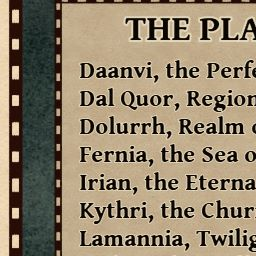 THE PLA
Daanvi, the Perfe
Dal Quor, Region
Dolurrh, Realm o
Fernia, the Sea o
Irian, the Eterna
Kythri, the Chur
Lamannia, Twilig